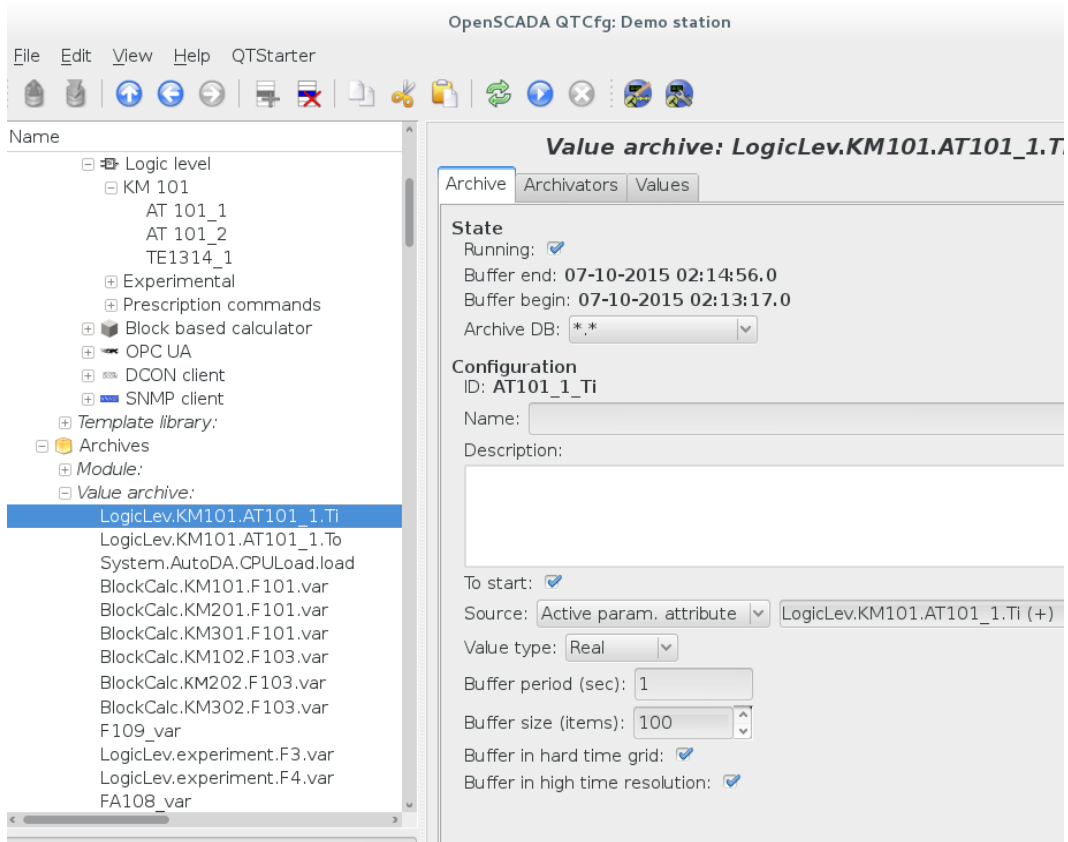 OpenSCADA QTCfg: Demo station
File Edit View Help QTStarter
Name
Logic level
KM 101
AT 101_1
AT 101_2
TE1314_1
Experimental
Prescription commands
Block based calculator
OPC UA
DCON client
SNMP client
Template library:
Archives
Module:
Value archive:
LogicLev.KM101.AT101_1.Ti
LogicLev.KM101.AT101_1.To
System.AutoDA.CPULoad.load
BlockCalc.KM101.F101.var
BlockCalc.KM201.F101.var
BlockCalc.KM301.F101.var
BlockCalc.KM102.F103.var
BlockCalc.КМ202.F103.var
BlockCalc.KM302.F103.var
F109_var
LogicLev.experiment.F3.var
LogicLev.experiment.F4.var
FA108_var
Value archive: LogicLev.KM101.AT101_1.T
Archive Archivators Values
State
Running:
Buffer end: 07-10-2015 02:14:56.0
Buffer begin: 07-10-2015 02:13:17.0
Archive DB: *.*
Configuration
ID: AT101_1_Ti
Name:
Description:
To start:
Source: Active param. attribute LogicLev.KM101.AT101_1.Ti (+)
Value type: Real
Buffer period (sec): 1
Buffer size (items): 100
Buffer in hard time grid:
Buffer in high time resolution: